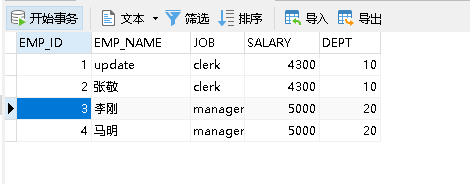 开始事务 文本 筛选 排序 导入 导出
EMP_ID EMP_NAME JOB SALARY DEPT
1 update clerk 4300 10
2 张敬 clerk 4300 10
3 李刚 manager 5000 20
4 马明 manager 5000 20